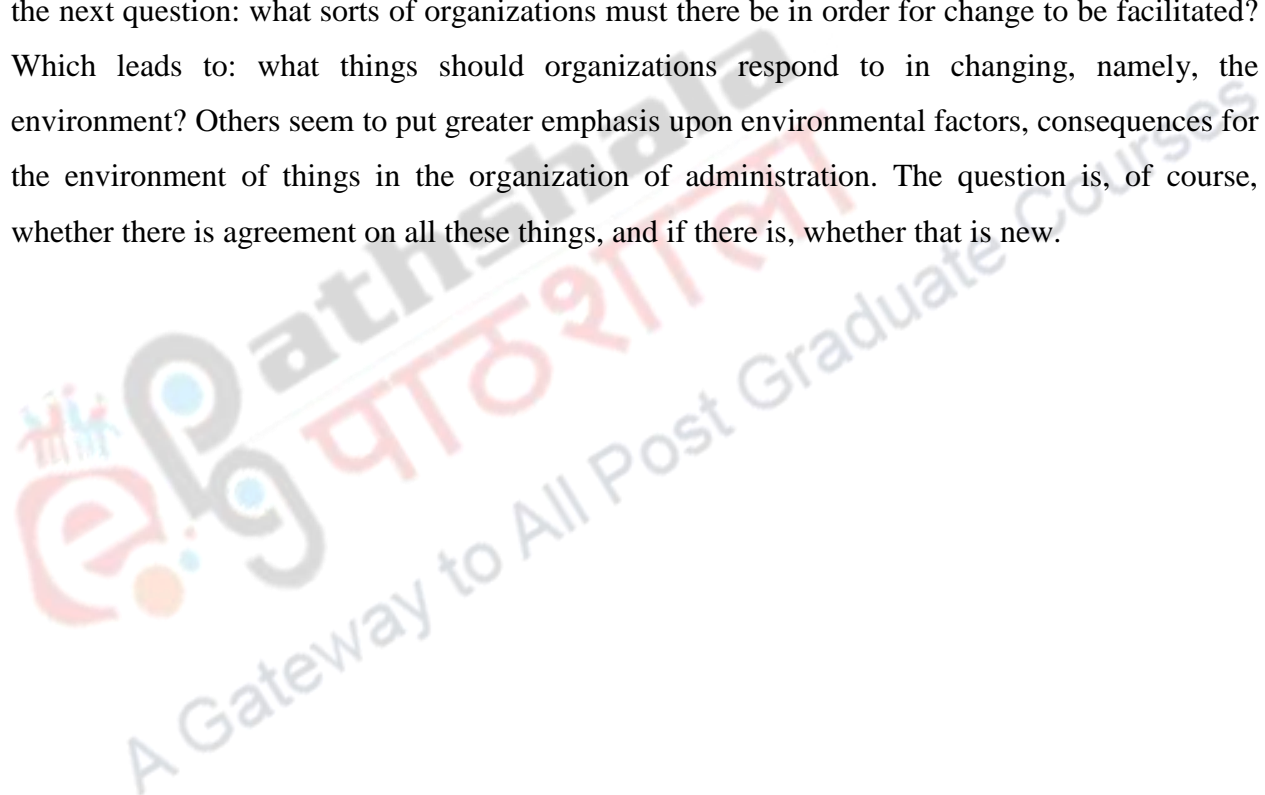 the next question: what sorts of organizations must there be in order for change to be facilitated?
Which leads to: what things should organizations respond to in changing, namely, the
environment? Others seem to put greater emphasis upon environmental factors, consequences for
the environment of things in the organization of administration. The question is, of course,
whether there is agreement on all these things, and if there is, whether that is new.
ePathshala
पाठशाला
A Gateway to All Post Graduate Courses